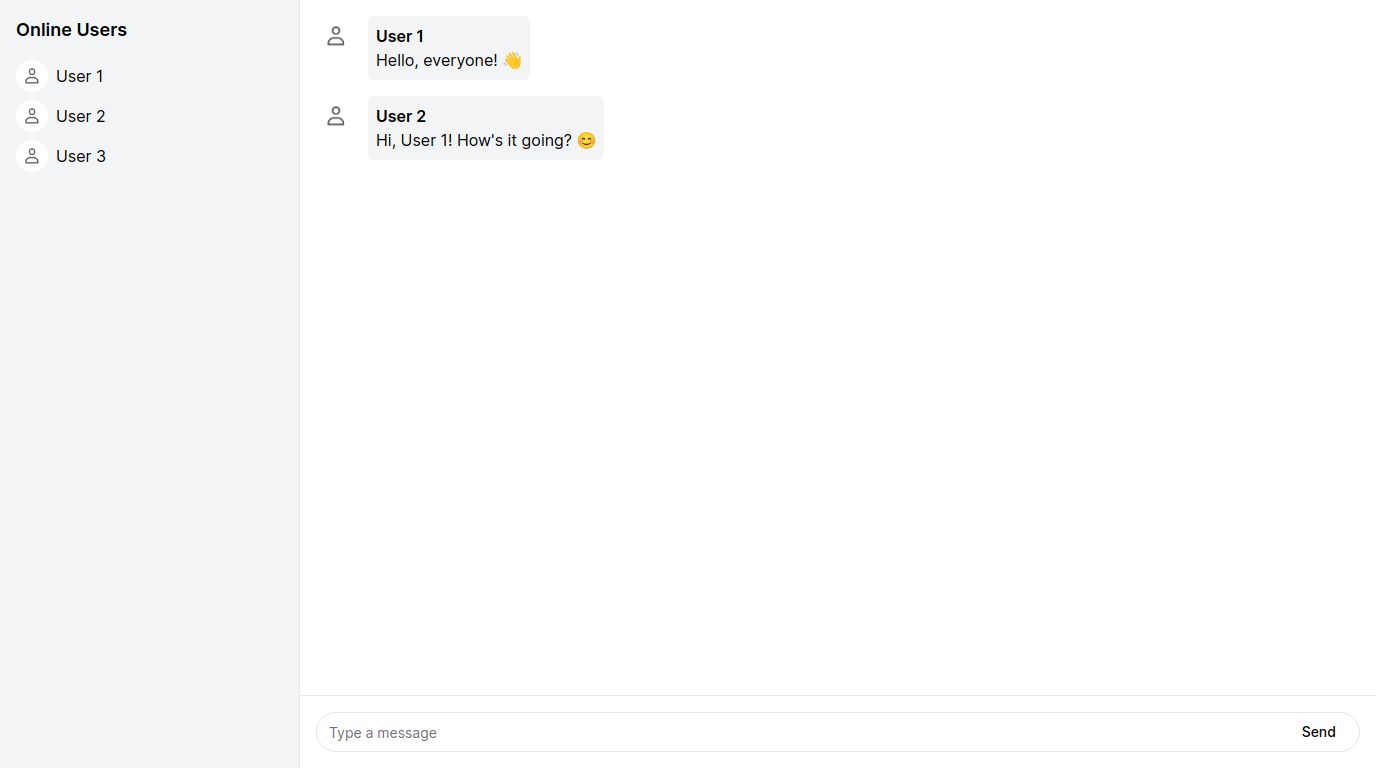 Online Users
User 1
User 2
User 3
User 1
Hello, everyone! 👋
User 2
Hi, User 1! How's it going? 😊
Type a message
Send